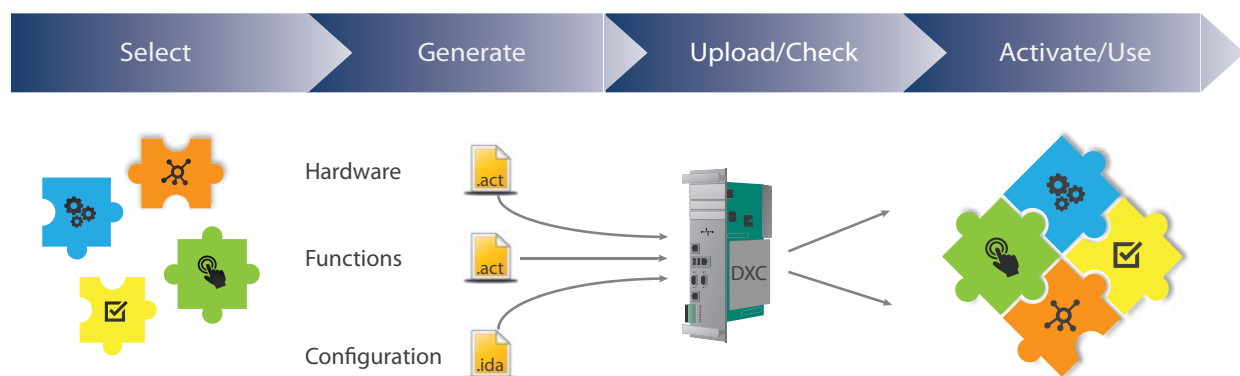 Select
Generate
Upload/Check
Activate/Use
Hardware
.act
Functions
.act
DXC
Configuration
.ida